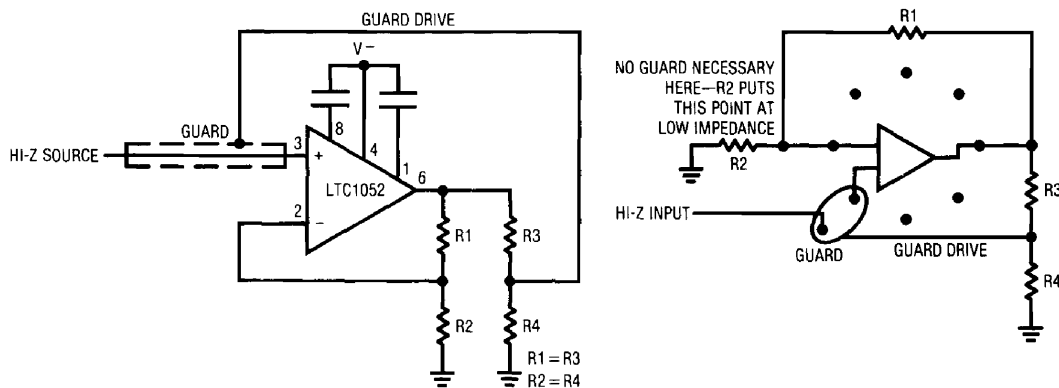 GUARD DRIVE
V–
GUARD
8
4
1
HI-Z SOURCE
3
+
LTC1052
6
2
–
R1
R3
R2
R4
R1 = R3
R2 = R4
R1
NO GUARD NECESSARY
HERE—R2 PUTS
THIS POINT AT
LOW IMPEDANCE
R2
R3
HI-Z INPUT
GUARD
GUARD DRIVE
R4